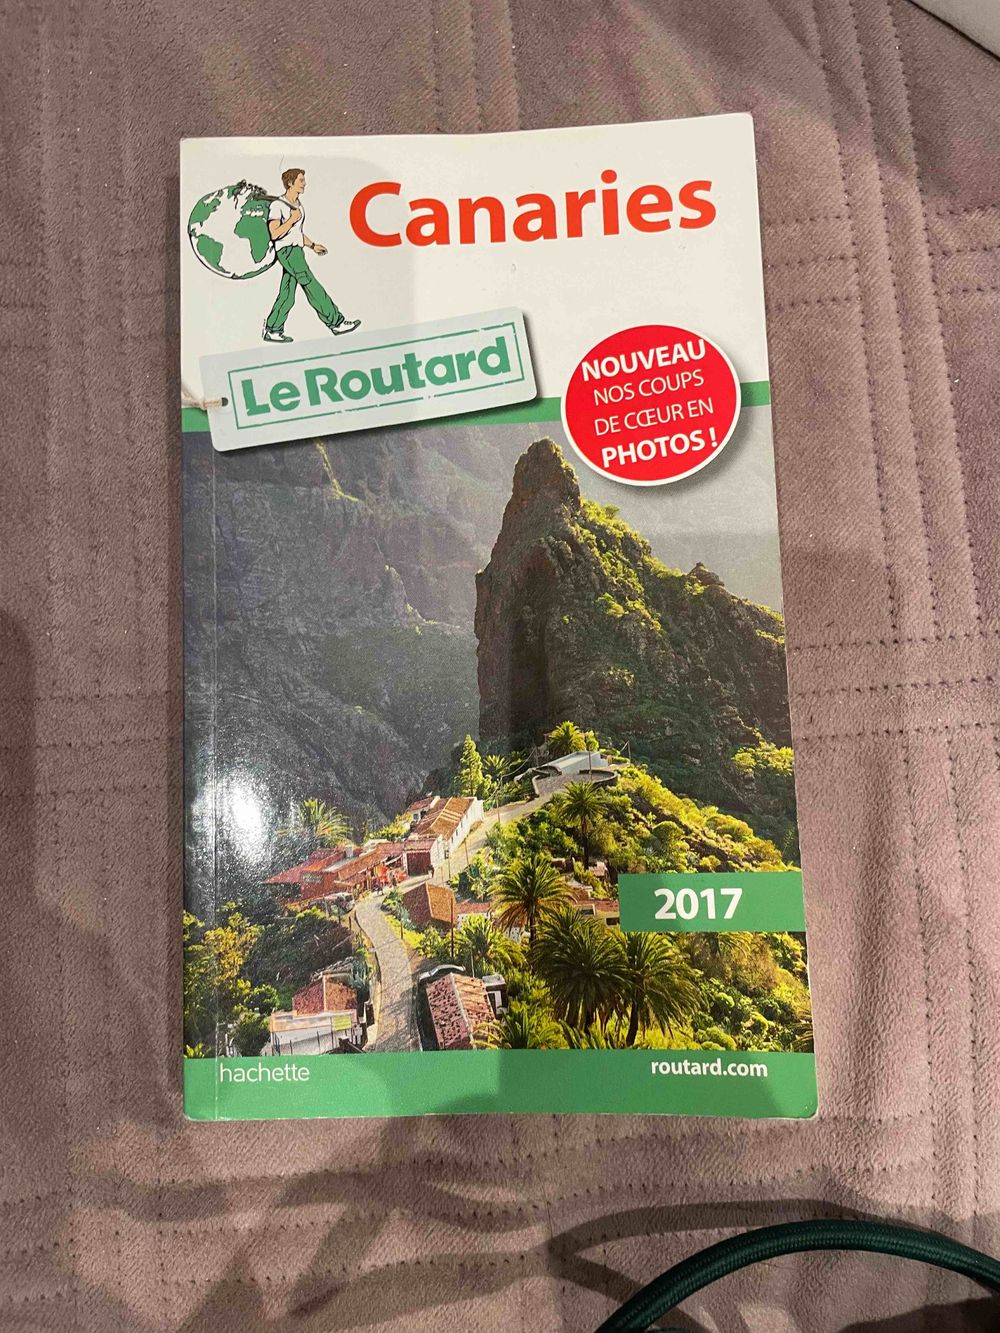 Canaries
Le Routard
NOUVEAU
NOS COUPS
DE CŒUR EN
PHOTOS !
2017
hachette
routard.com